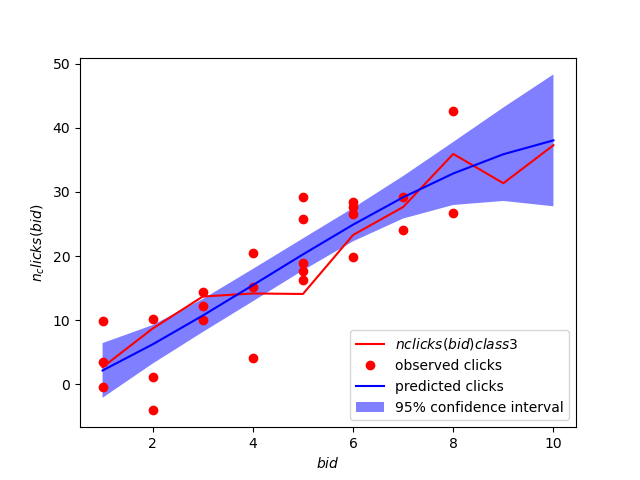 50
40
30
20
10
0
n_clicks(bid)
2
4
6
8
10
bid
nclicks(bid)class3
observed clicks
predicted clicks
95% confidence interval